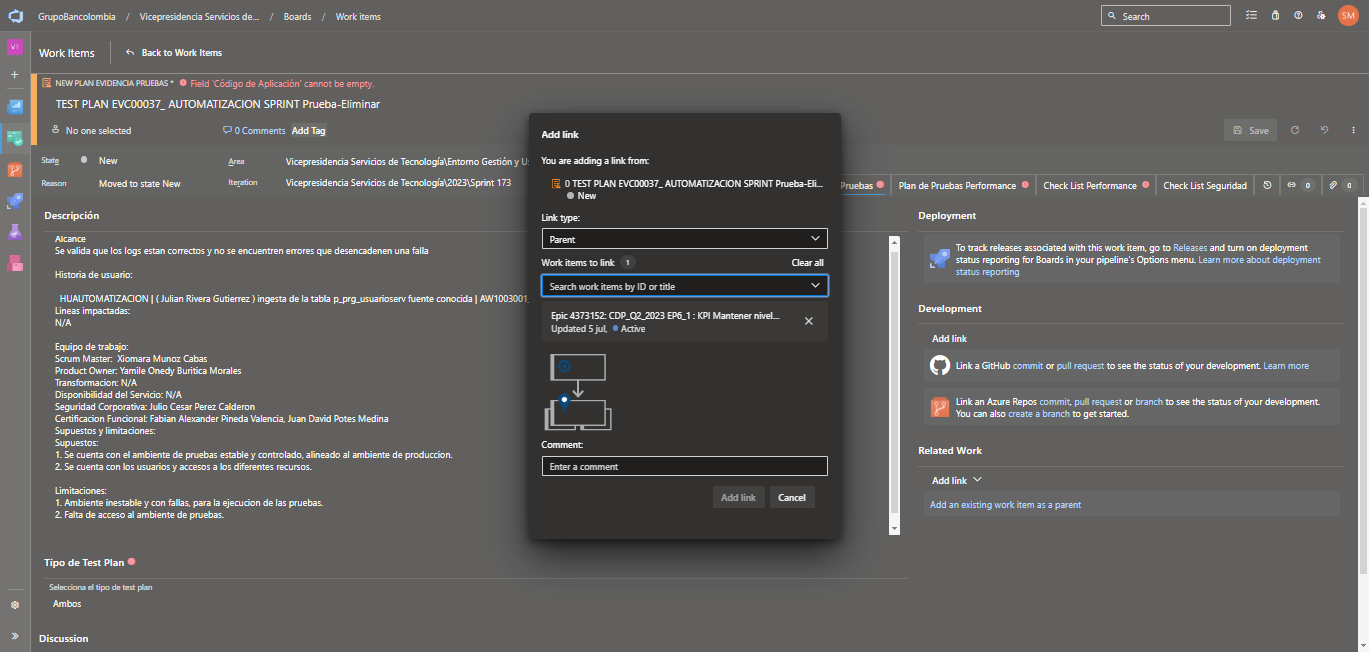 GrupoBancolombia / Vicepresidencia Servicios de... / Boards / Work items
Search
SM
VT
Work Items
Back to Work Items
NEW PLAN EVIDENCIA PRUEBAS * Field 'Código de Aplicación' cannot be empty.
TEST PLAN EVC00037_ AUTOMATIZACION SPRINT Prueba-Eliminar
No one selected
0 Comments
Add Tag
Save
State
New
Area
Vicepresidencia Servicios de Tecnología\Entorno Gestión y
Reason
Moved to state New
Iteration
Vicepresidencia Servicios de Tecnología\2023\Sprint 173
Pruebas
Plan de Pruebas Performance
Check List Performance
Check List Seguridad
0
0
Descripción
Alcance
Se valida que los logs estan correctos y no se encuentren errores que desencadenen una falla
Historia de usuario:
HUAUTOMATIZACION | ( Julian Rivera Gutierrez ) ingesta de la tabla p_prg_usuarioserv fuente conocida | AW1003001_
Lineas impactadas:
N/A
Equipo de trabajo:
Scrum Master: Xiomara Munoz Cabas
Product Owner: Yamile Onedy Buritica Morales
Transformacion: N/A
Disponibilidad del Servicio: N/A
Seguridad Corporativa: Julio Cesar Perez Calderon
Certificacion Funcional: Fabian Alexander Pineda Valencia, Juan David Potes Medina
Supuestos y limitaciones:
Supuestos:
1. Se cuenta con el ambiente de pruebas estable y controlado, alineado al ambiente de produccion.
2. Se cuenta con los usuarios y accesos a los diferentes recursos.
Limitaciones:
1. Ambiente inestable y con fallas, para la ejecucion de las pruebas.
2. Falta de acceso al ambiente de pruebas.
Tipo de Test Plan
Selecciona el tipo de test plan
Ambos
Discussion
Add link
You are adding a link from:
0 TEST PLAN EVC00037_ AUTOMATIZACION SPRINT Prueba-Eli...
New
Link type:
Parent
Work items to link 1
Clear all
Search work items by ID or title
Epic 4373152: CDP_Q2_2023 EP6_1 : KPI Mantener nivel...
Updated 5 jul, Active
Comment:
Enter a comment
Add link
Cancel
Deployment
To track releases associated with this work item, go to Releases and turn on deployment
status reporting for Boards in your pipeline's Options menu. Learn more about deployment
status reporting
Development
Add link
Link a GitHub commit or pull request to see the status of your development. Learn more
Link an Azure Repos commit, pull request or branch to see the status of your development.
You can also create a branch to get started.
Related Work
Add link
Add an existing work item as a parent